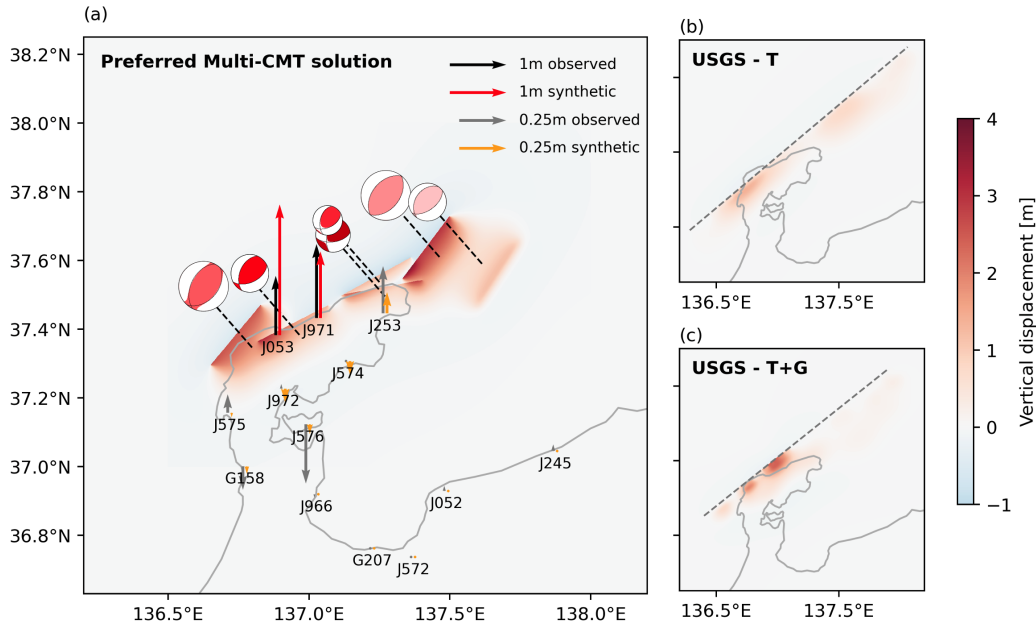 (a)
Preferred Multi-CMT solution
1m observed
1m synthetic
0.25m observed
0.25m synthetic
38.2°N
38.0°N
37.8°N
37.6°N
37.4°N
37.2°N
37.0°N
36.8°N
136.5°E
137.0°E
137.5°E
138.0°E
J053
J971
J253
J574
J972
J575
J576
G158
J966
J245
J052
G207
J572
(b)
USGS - T
136.5°E
137.5°E
(c)
USGS - T+G
136.5°E
137.5°E
4
3
2
1
0
−1
Vertical displacement [m]